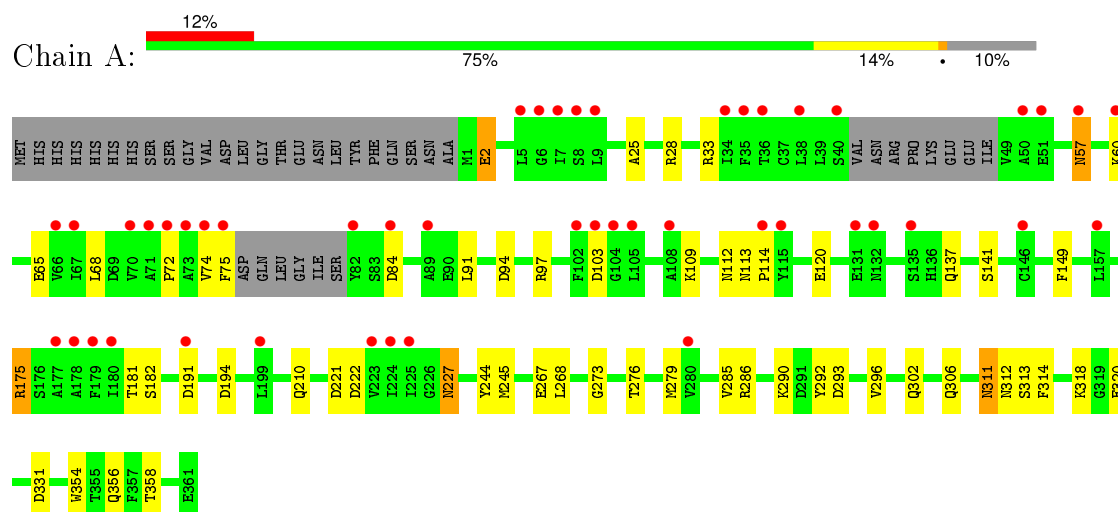 12%
Chain A:
75% 14% • 10%
MET HIS HIS HIS HIS HIS HIS SER SER GLY VAL ASP LEU GLY THR GLU ASN LEU TYR PHE GLN SER ASN ALA M1 E2 L5 G6 I7 S8 L9 A25 R28 R33 I34 F35 T36 C37 L38 L39 S40 VAL ASN ARG PRO LYS GLU GLU ILE V49 A50 E51 N57 K60
E65 V66 I67 L68 D69 V70 A71 P72 A73 V74 F75 ASP GLN LEU GLY ILE SER Y82 S83 D84 A89 E90 L91 D94 R97 F102 D103 G104 L105 A108 K109 N112 N113 P114 Y115 E120 E131 N132 S135 H136 Q137 S141 C146 F149 L157
R175 S176 A177 A178 F179 I180 T181 S182 D191 D194 L199 Q210 D221 D222 V223 I224 I225 G226 N227 Y244 M245 E267 L268 G273 T276 M279 V280 V285 R286 K290 D291 Y292 D293 V296 Q302 Q306 N311 N312 S313 F314 K318 G319
D331 W354 T355 Q356 F357 T358 E361